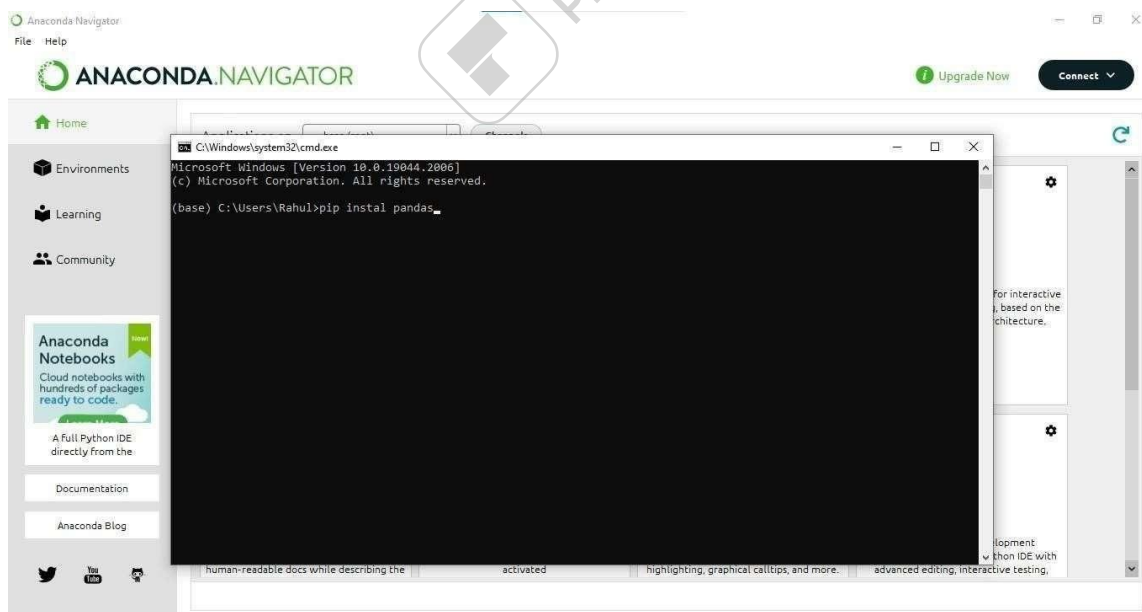 Anaconda Navigator
File Help
ANACONDA.NAVIGATOR
Upgrade Now
Connect
Home
Environments
Learning
Community
Anaconda
Notebooks
New!
Cloud notebooks with
hundreds of packages
ready to code.
A full Python IDE
directly from the
Documentation
Anaconda Blog
You
Tube
C:\Windows\system32\cmd.exe
Microsoft Windows [Version 10.0.19044.2006]
(c) Microsoft Corporation. All rights reserved.
(base) C:\Users\Rahul>pip instal pandas
for interactive
, based on the
chitecture.
lopment
thon IDE with
human-readable docs while describing the
activated
highlighting, graphical calltips, and more.
advanced editing, interactive testing,